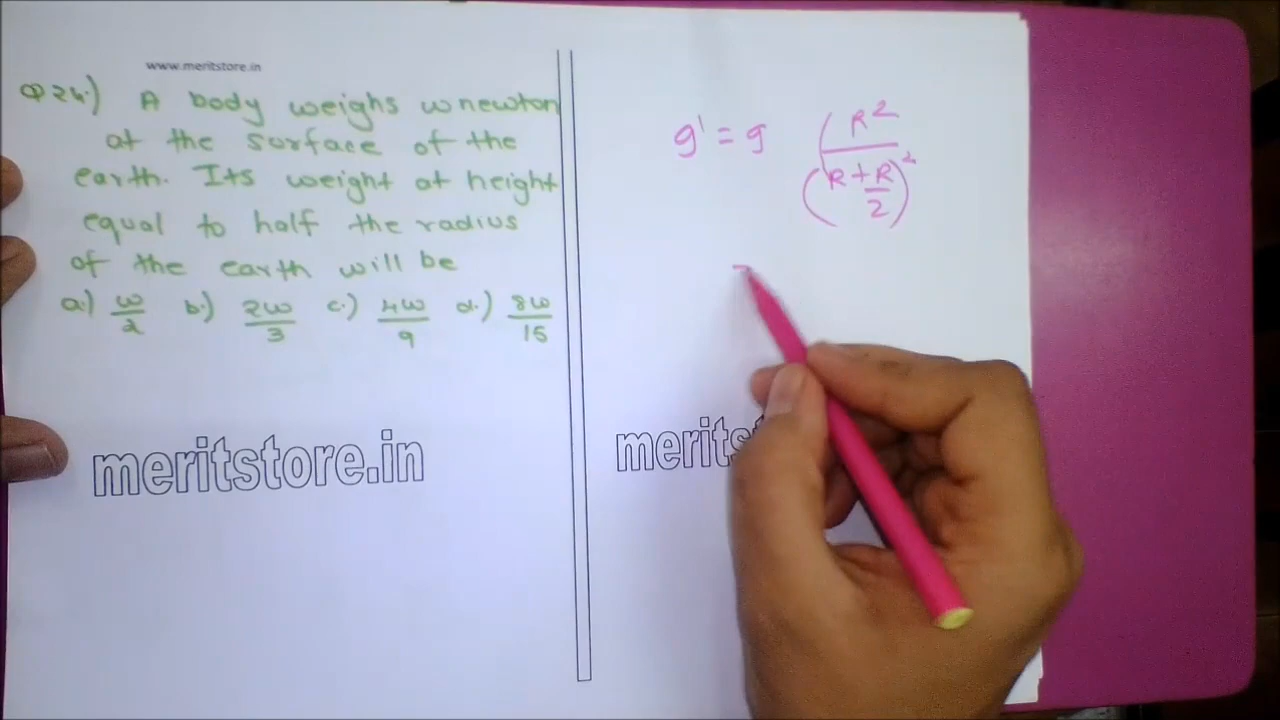 www.meritstore.in
Q24.) A body weighs w newton
at the surface of the
earth. Its weight at height
equal to half the radius
of the earth will be
a.) w/2 b.) 2w/3 c.) 4w/9 d.) 8w/15
meritstore.in
g' = g (R²/(R+R/2)²
merits